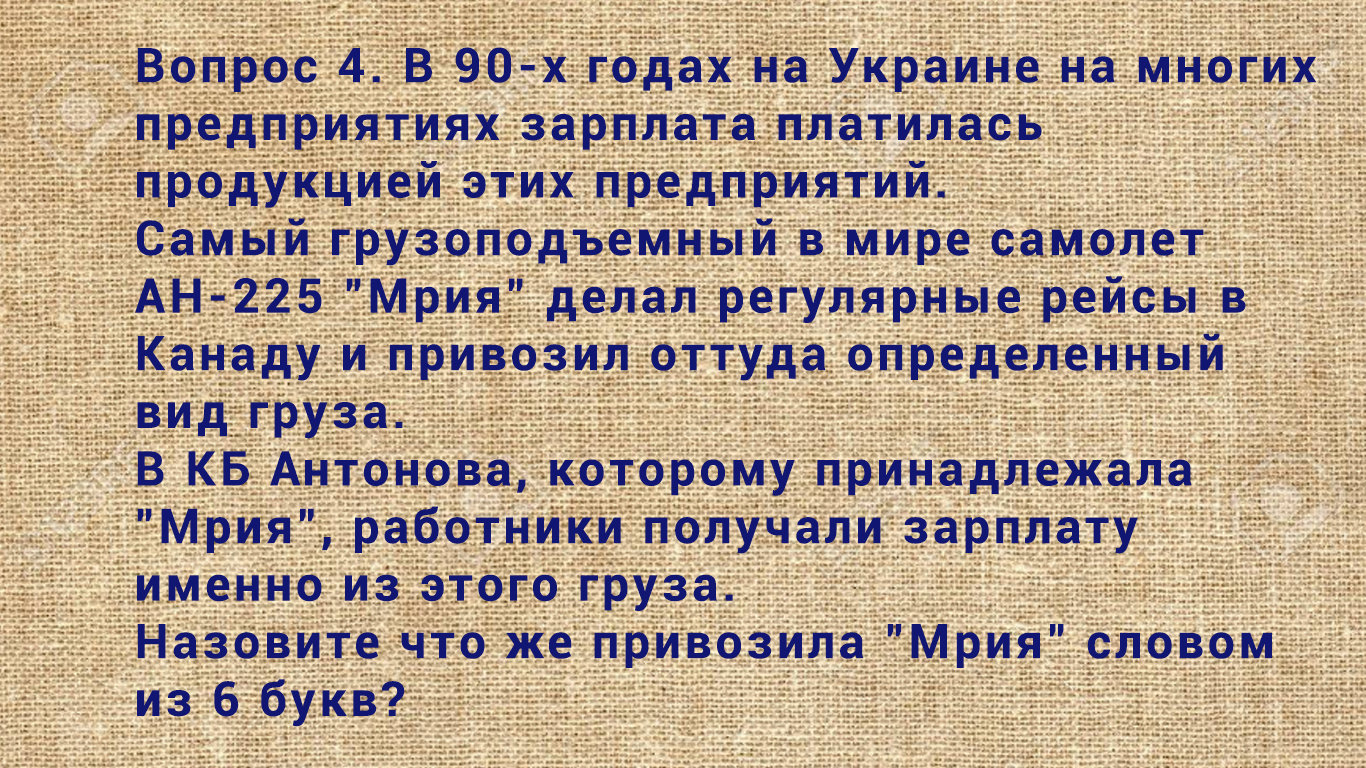 Вопрос 4. В 90-х годах на Украине на многих
предприятиях зарплата платилась
продукцией этих предприятий.
Самый грузоподъемный в мире самолет
АН-225 "Мрия" делал регулярные рейсы в
Канаду и привозил оттуда определенный
вид груза.
В КБ Антонова, которому принадлежала
"Мрия", работники получали зарплату
именно из этого груза.
Назовите что же привозила "Мрия" словом
из 6 букв?